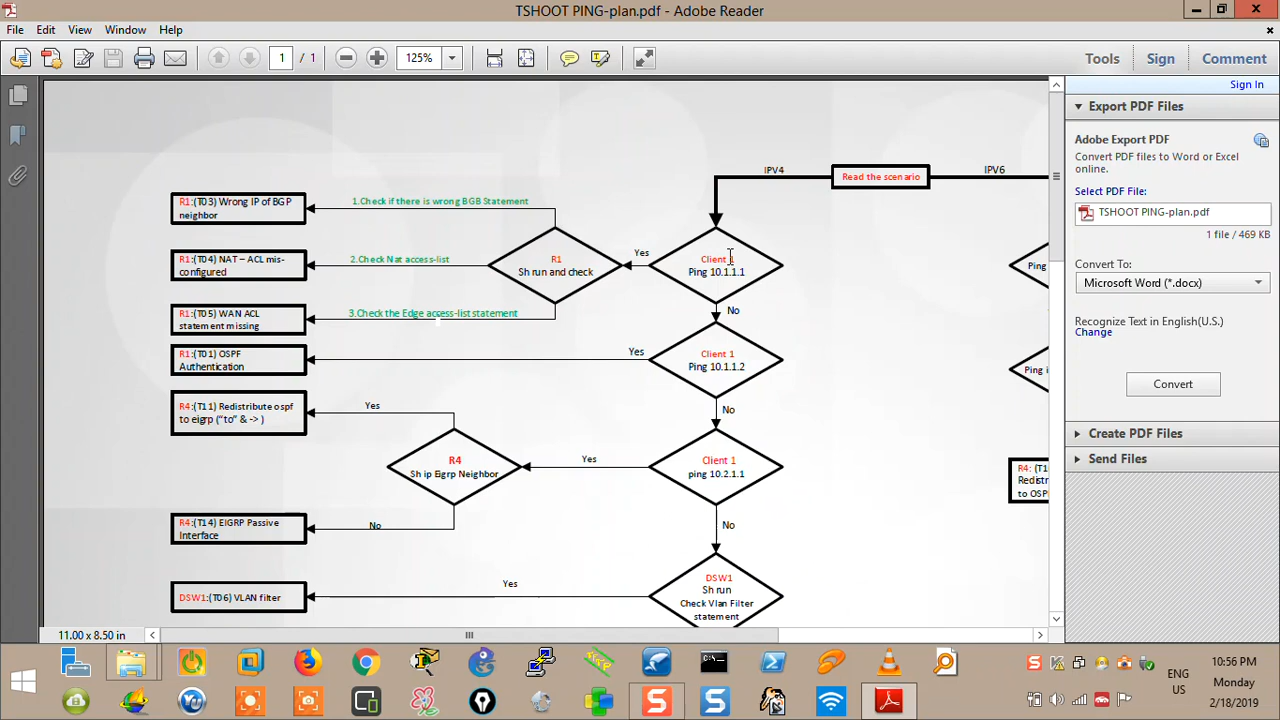 TSHOOT PING-plan.pdf - Adobe Reader
File Edit View Window Help
1 / 1
125%
Tools Sign Comment
Sign In
Export PDF Files
Adobe Export PDF
Convert PDF files to Word or Excel
online.
Select PDF File:
TSHOOT PING-plan.pdf
1 file / 469 KB
Convert To:
Microsoft Word (*.docx)
Recognize Text in English(U.S.)
Change
Convert
Create PDF Files
Send Files
IPV4
Read the scenario
IPV6
R1:(T03) Wrong IP of BGP
neighbor
1.Check if there is wrong BGB Statement
R1:(T04) NAT – ACL mis-
configured
2.Check Nat access-list
R1
Sh run and check
Yes
Client 1
Ping 10.1.1.1
Ping
R1:(T05) WAN ACL
statement missing
3.Check the Edge access-list statement
No
R1:(T01) OSPF
Authentication
Yes
Client 1
Ping 10.1.1.2
Ping i
R4:(T11) Redistribute ospf
to eigrp ("to" & -> )
Yes
No
R4
Sh ip Eigrp Neighbor
Yes
Client 1
ping 10.2.1.1
R4: (T1
Redistr
to OSP
R4:(T14) EIGRP Passive
Interface
No
No
DSW1:(T06) VLAN filter
Yes
DSW1
Sh run
Check Vlan Filter
statement
11.00 x 8.50 in
ENG
US
10:56 PM
Monday
2/18/2019